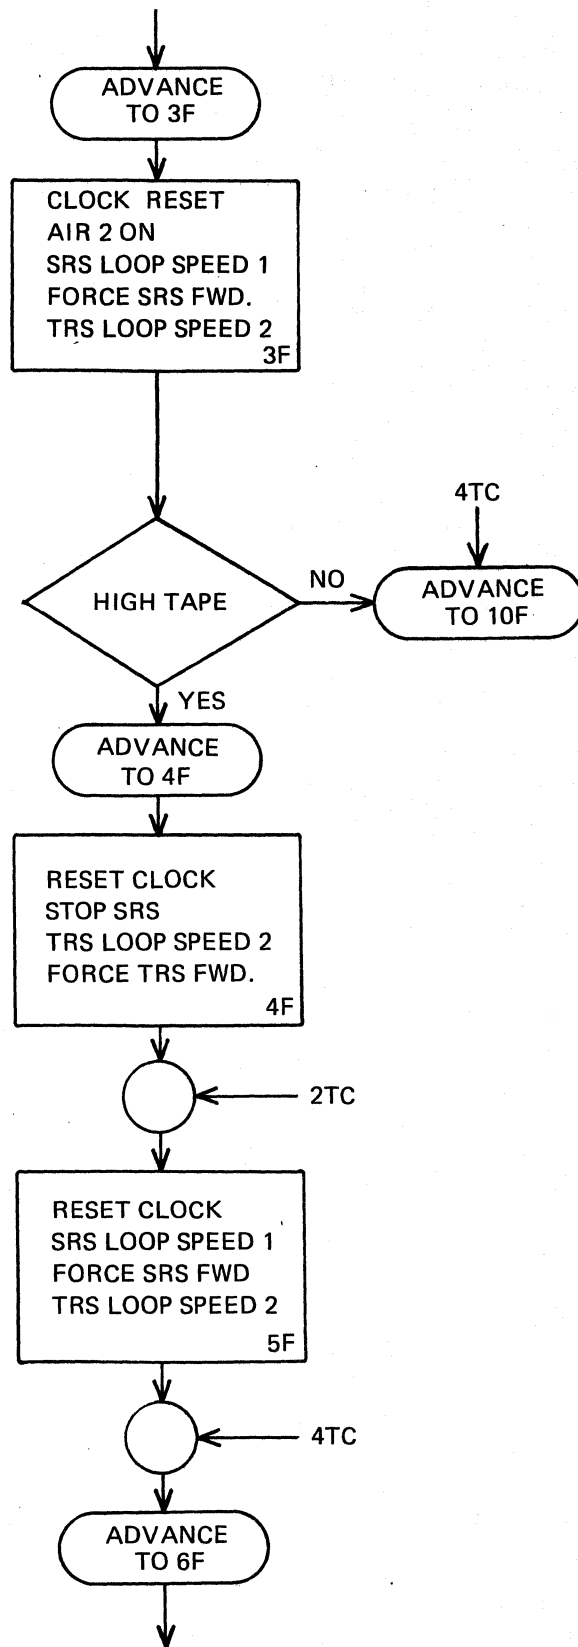 ADVANCE
TO 3F
CLOCK RESET
AIR 2 ON
SRS LOOP SPEED 1
FORCE SRS FWD.
TRS LOOP SPEED 2
3F
HIGH TAPE
NO
4TC
ADVANCE
TO 10F
YES
ADVANCE
TO 4F
RESET CLOCK
STOP SRS
TRS LOOP SPEED 2
FORCE TRS FWD.
4F
2TC
RESET CLOCK
SRS LOOP SPEED 1
FORCE SRS FWD
TRS LOOP SPEED 2
5F
4TC
ADVANCE
TO 6F